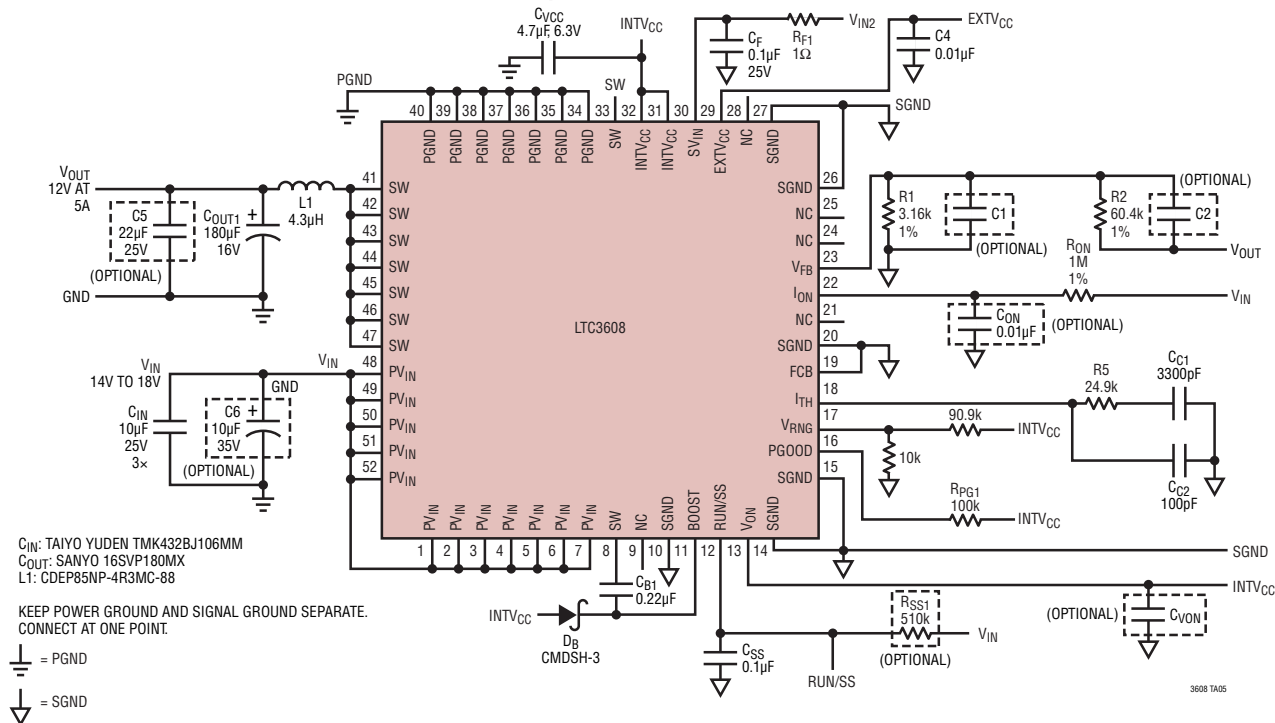 CVCC
4.7µF, 6.3V
INTVCC
CF
0.1µF
25V
RF1
1Ω
VIN2
EXTVCC
C4
0.01µF
PGND
SW
SGND
40 39 38 37 36 35 34 33 32 31 30 29 28 27
PGND PGND PGND PGND PGND PGND PGND SW INTVCC INTVCC SVIN EXTVCC NC SGND
VOUT
12V AT
5A
C5
22µF
25V
(OPTIONAL)
COUT1
180µF
16V
+
L1
4.3µH
GND
41 SW
42 SW
43 SW
44 SW
45 SW
46 SW
47 SW
48 PVIN
49 PVIN
50 PVIN
51 PVIN
52 PVIN
LTC3608
VIN
14V TO 18V
VIN
GND
CIN
10µF
25V
3×
C6
10µF
35V
+
(OPTIONAL)
SGND 26
NC 25
NC 24
VFB 23
ION 22
NC 21
SGND 20
FCB 19
ITH 18
VRNG 17
PGOOD 16
SGND 15
R1
3.16k
1%
C1
(OPTIONAL)
R2
60.4k
1%
(OPTIONAL)
C2
VOUT
RON
1M
1%
VIN
CON
0.01µF
(OPTIONAL)
R5
24.9k
CC1
3300pF
CC2
100pF
90.9k
INTVCC
10k
RPG1
100k
INTVCC
SGND
INTVCC
(OPTIONAL)
CVON
PVIN PVIN PVIN PVIN PVIN PVIN PVIN SW NC SGND BOOST RUN/SS VON SGND
1 2 3 4 5 6 7 8 9 10 11 12 13 14
CB1
0.22µF
INTVCC
DB
CMDSH-3
RSS1
510k
(OPTIONAL)
VIN
CSS
0.1µF
RUN/SS
CIN: TAIYO YUDEN TMK432BJ106MM
COUT: SANYO 16SVP180MX
L1: CDEP85NP-4R3MC-88
KEEP POWER GROUND AND SIGNAL GROUND SEPARATE.
CONNECT AT ONE POINT.
= PGND
= SGND
3608 TA05